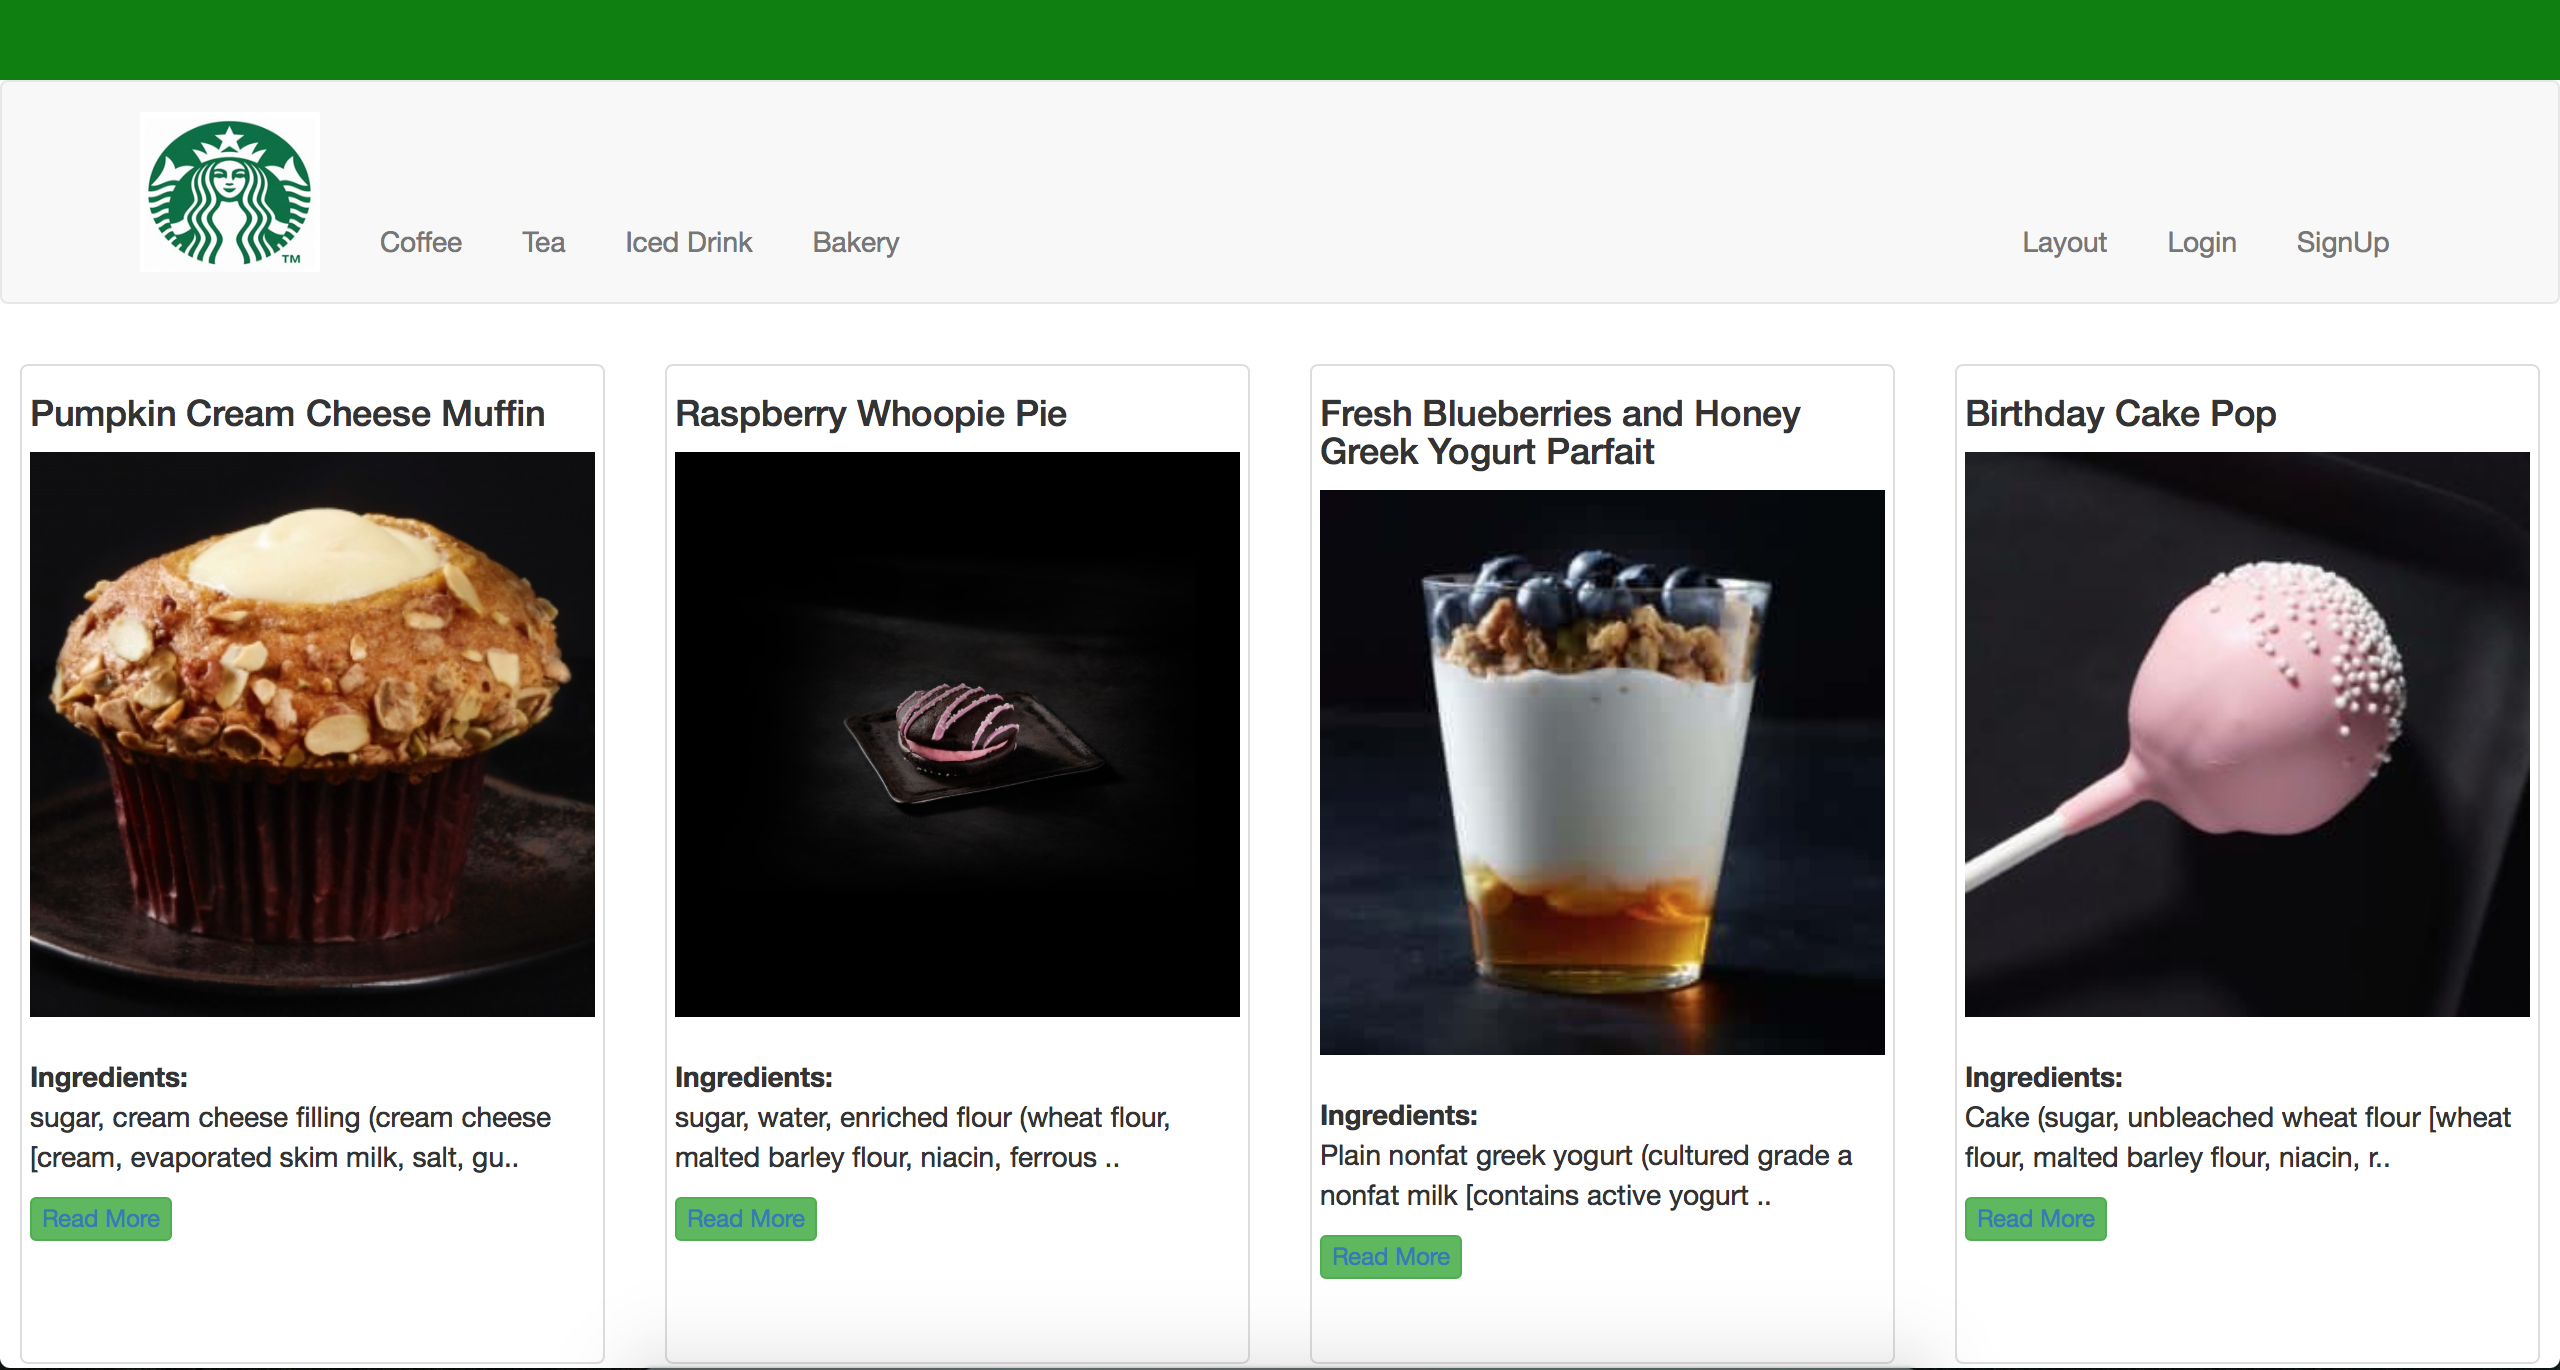 TM
Coffee Tea Iced Drink Bakery Layout Login SignUp
Pumpkin Cream Cheese Muffin
Ingredients:
sugar, cream cheese filling (cream cheese
[cream, evaporated skim milk, salt, gu..
Read More
Raspberry Whoopie Pie
Ingredients:
sugar, water, enriched flour (wheat flour,
malted barley flour, niacin, ferrous ..
Read More
Fresh Blueberries and Honey
Greek Yogurt Parfait
Ingredients:
Plain nonfat greek yogurt (cultured grade a
nonfat milk [contains active yogurt ..
Read More
Birthday Cake Pop
Ingredients:
Cake (sugar, unbleached wheat flour [wheat
flour, malted barley flour, niacin, r..
Read More